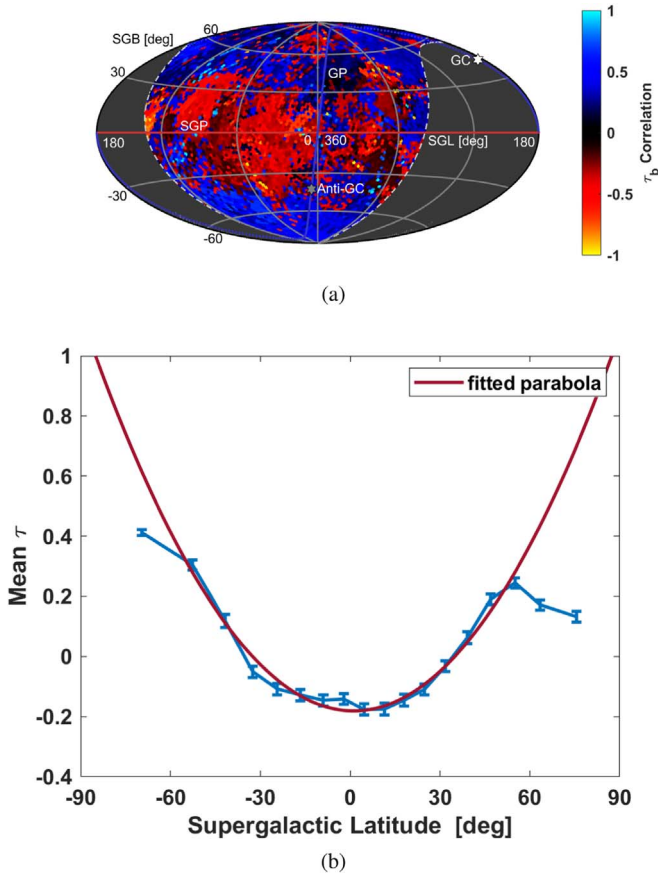 SGB [deg]
60
30
GC
GP
SGP
180
0
360
SGL [deg]
180
-30
Anti-GC
-60
1
0.5
0
-0.5
-1
τb Correlation
(a)
1
0.8
0.6
0.4
0.2
0
-0.2
-0.4
Mean τ
fitted parabola
-90 -60 -30 0 30 60 90
Supergalactic Latitude [deg]
(b)